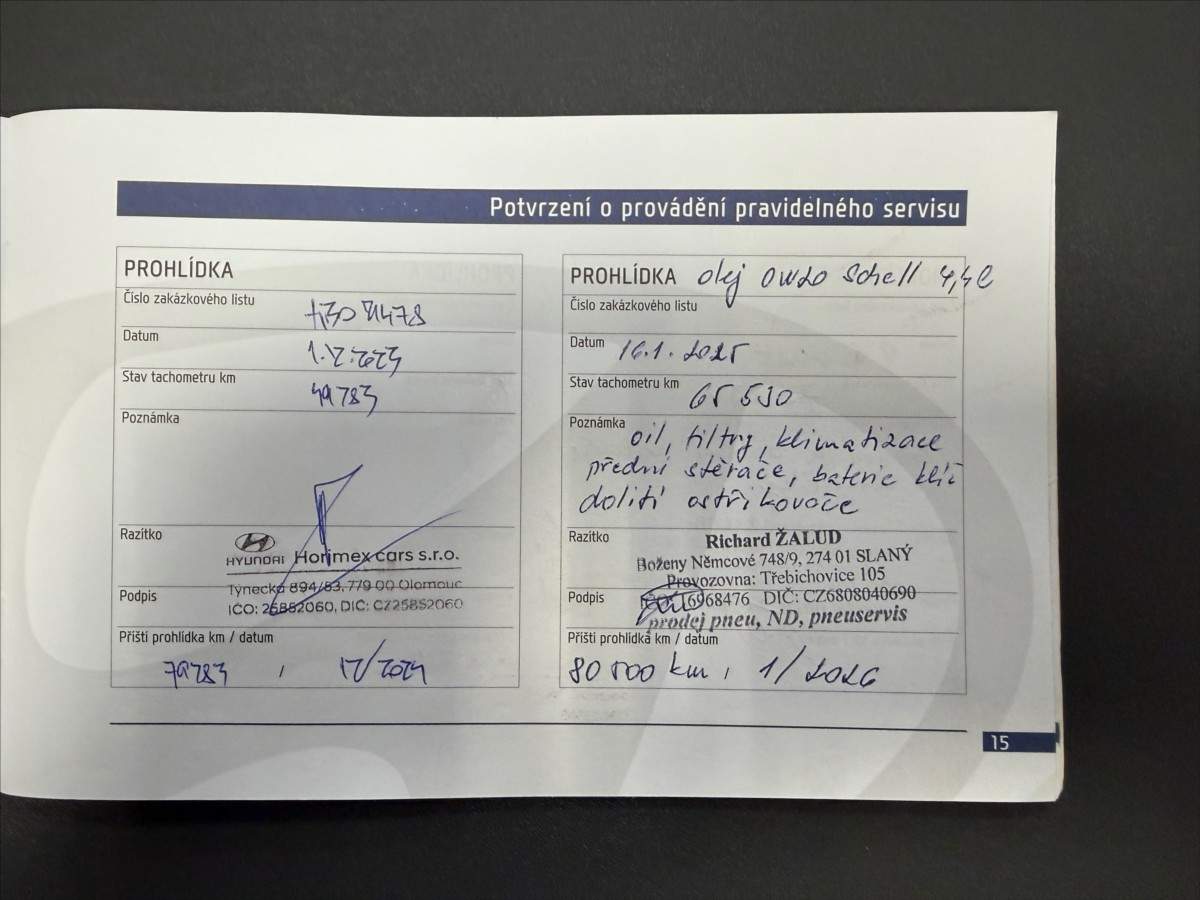 Potvrzení o provádění pravidelného servisu
PROHLÍDKA
Číslo zakázkového listu
Datum
1.12.2023
Stav tachometru km
49783
Poznámka
Razítko
HYUNDAI Horimex cars s.r.o.
Týnecká 894/83, 779 00 Olomouc
Podpis
IČO: 25852060, DIČ: CZ25852060
Příští prohlídka km / datum
79783 , 12/2024
PROHLÍDKA olej 0W20 Schell 4,4l
Číslo zakázkového listu
Datum 16.1.2025
Stav tachometru km
65 530
Poznámka oil, filtry, klimatizace
přední stěrače, baterie klíč
dolití ostřikovače
Razítko Richard ŽALUD
Boženy Němcové 748/9, 274 01 SLANÝ
Provozovna: Třebichovice 105
Podpis 16968476 DIČ: CZ6808040690
prodej pneu, ND, pneuservis
Příští prohlídka km / datum
80 500 km, 1/2026
15